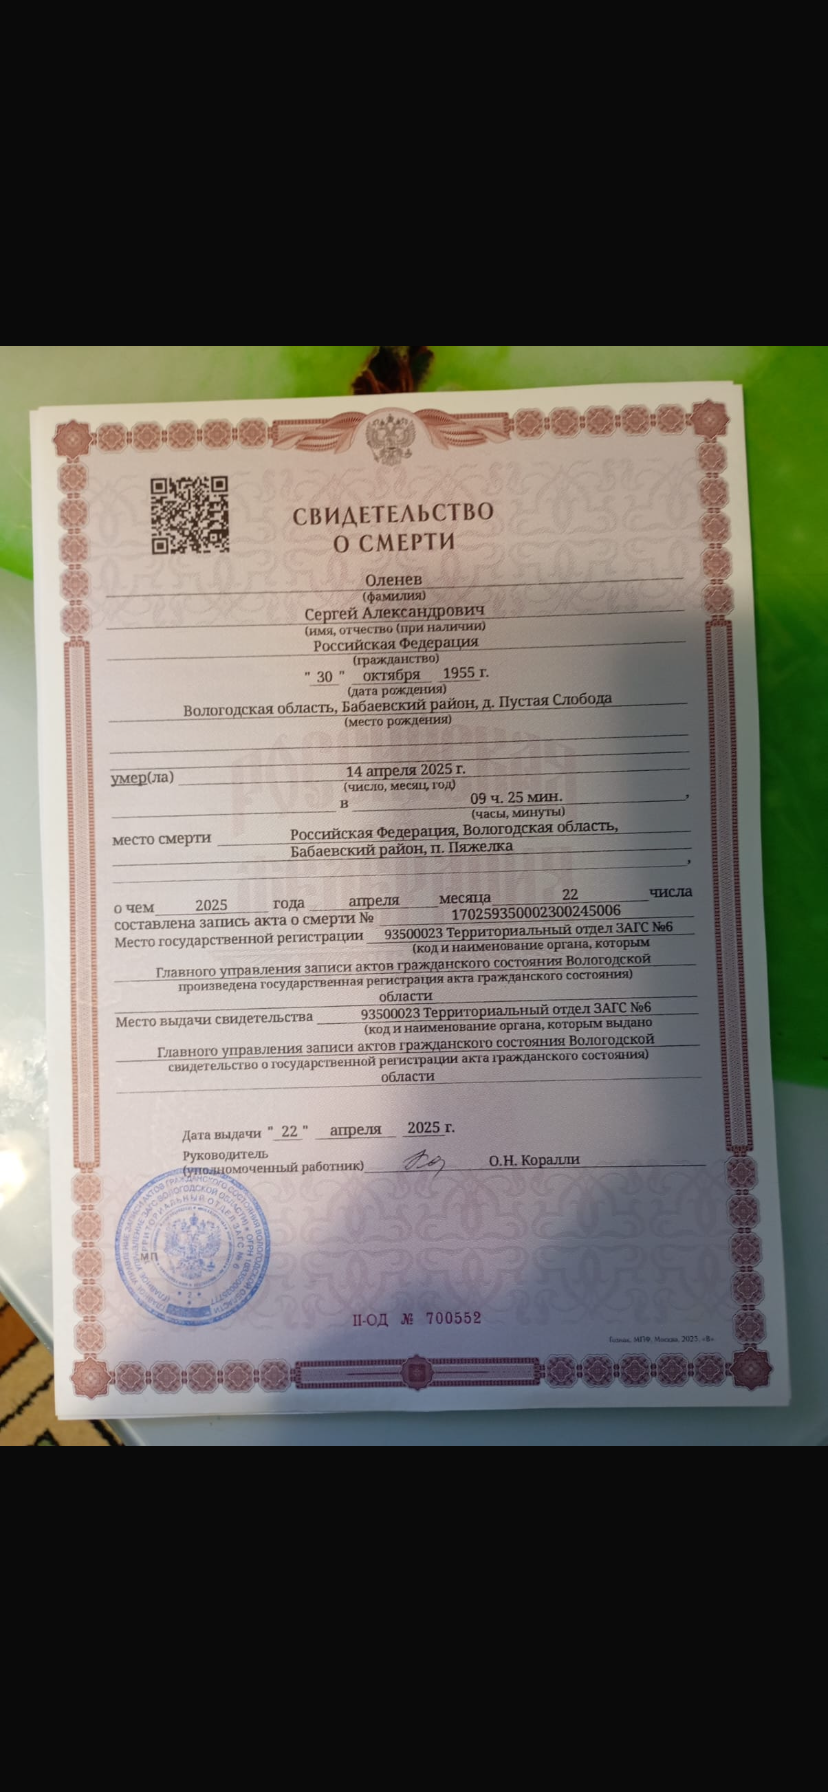 СВИДЕТЕЛЬСТВО
О СМЕРТИ
Оленев
(фамилия)
Сергей Александрович
(имя, отчество (при наличии)
Российская Федерация
(гражданство)
" 30 " октября 1955 г.
(дата рождения)
Вологодская область, Бабаевский район, д. Пустая Слобода
(место рождения)
умер(ла) 14 апреля 2025 г.
(число, месяц, год)
в 09 ч. 25 мин. ,
(часы, минуты)
место смерти Российская Федерация, Вологодская область,
Бабаевский район, п. Пяжелка
,
о чем 2025 года апреля месяца 22 числа
составлена запись акта о смерти № 170259350002300245006
Место государственной регистрации 93500023 Территориальный отдел ЗАГС №6
(код и наименование органа, которым
Главного управления записи актов гражданского состояния Вологодской
произведена государственная регистрация акта гражданского состояния)
области
Место выдачи свидетельства 93500023 Территориальный отдел ЗАГС №6
(код и наименование органа, которым выдано
Главного управления записи актов гражданского состояния Вологодской
свидетельство о государственной регистрации акта гражданского состояния)
области
Дата выдачи " 22 " апреля 2025 г.
Руководитель
(уполномоченный работник) О.Н. Коралли
МП
II-ОД № 700552